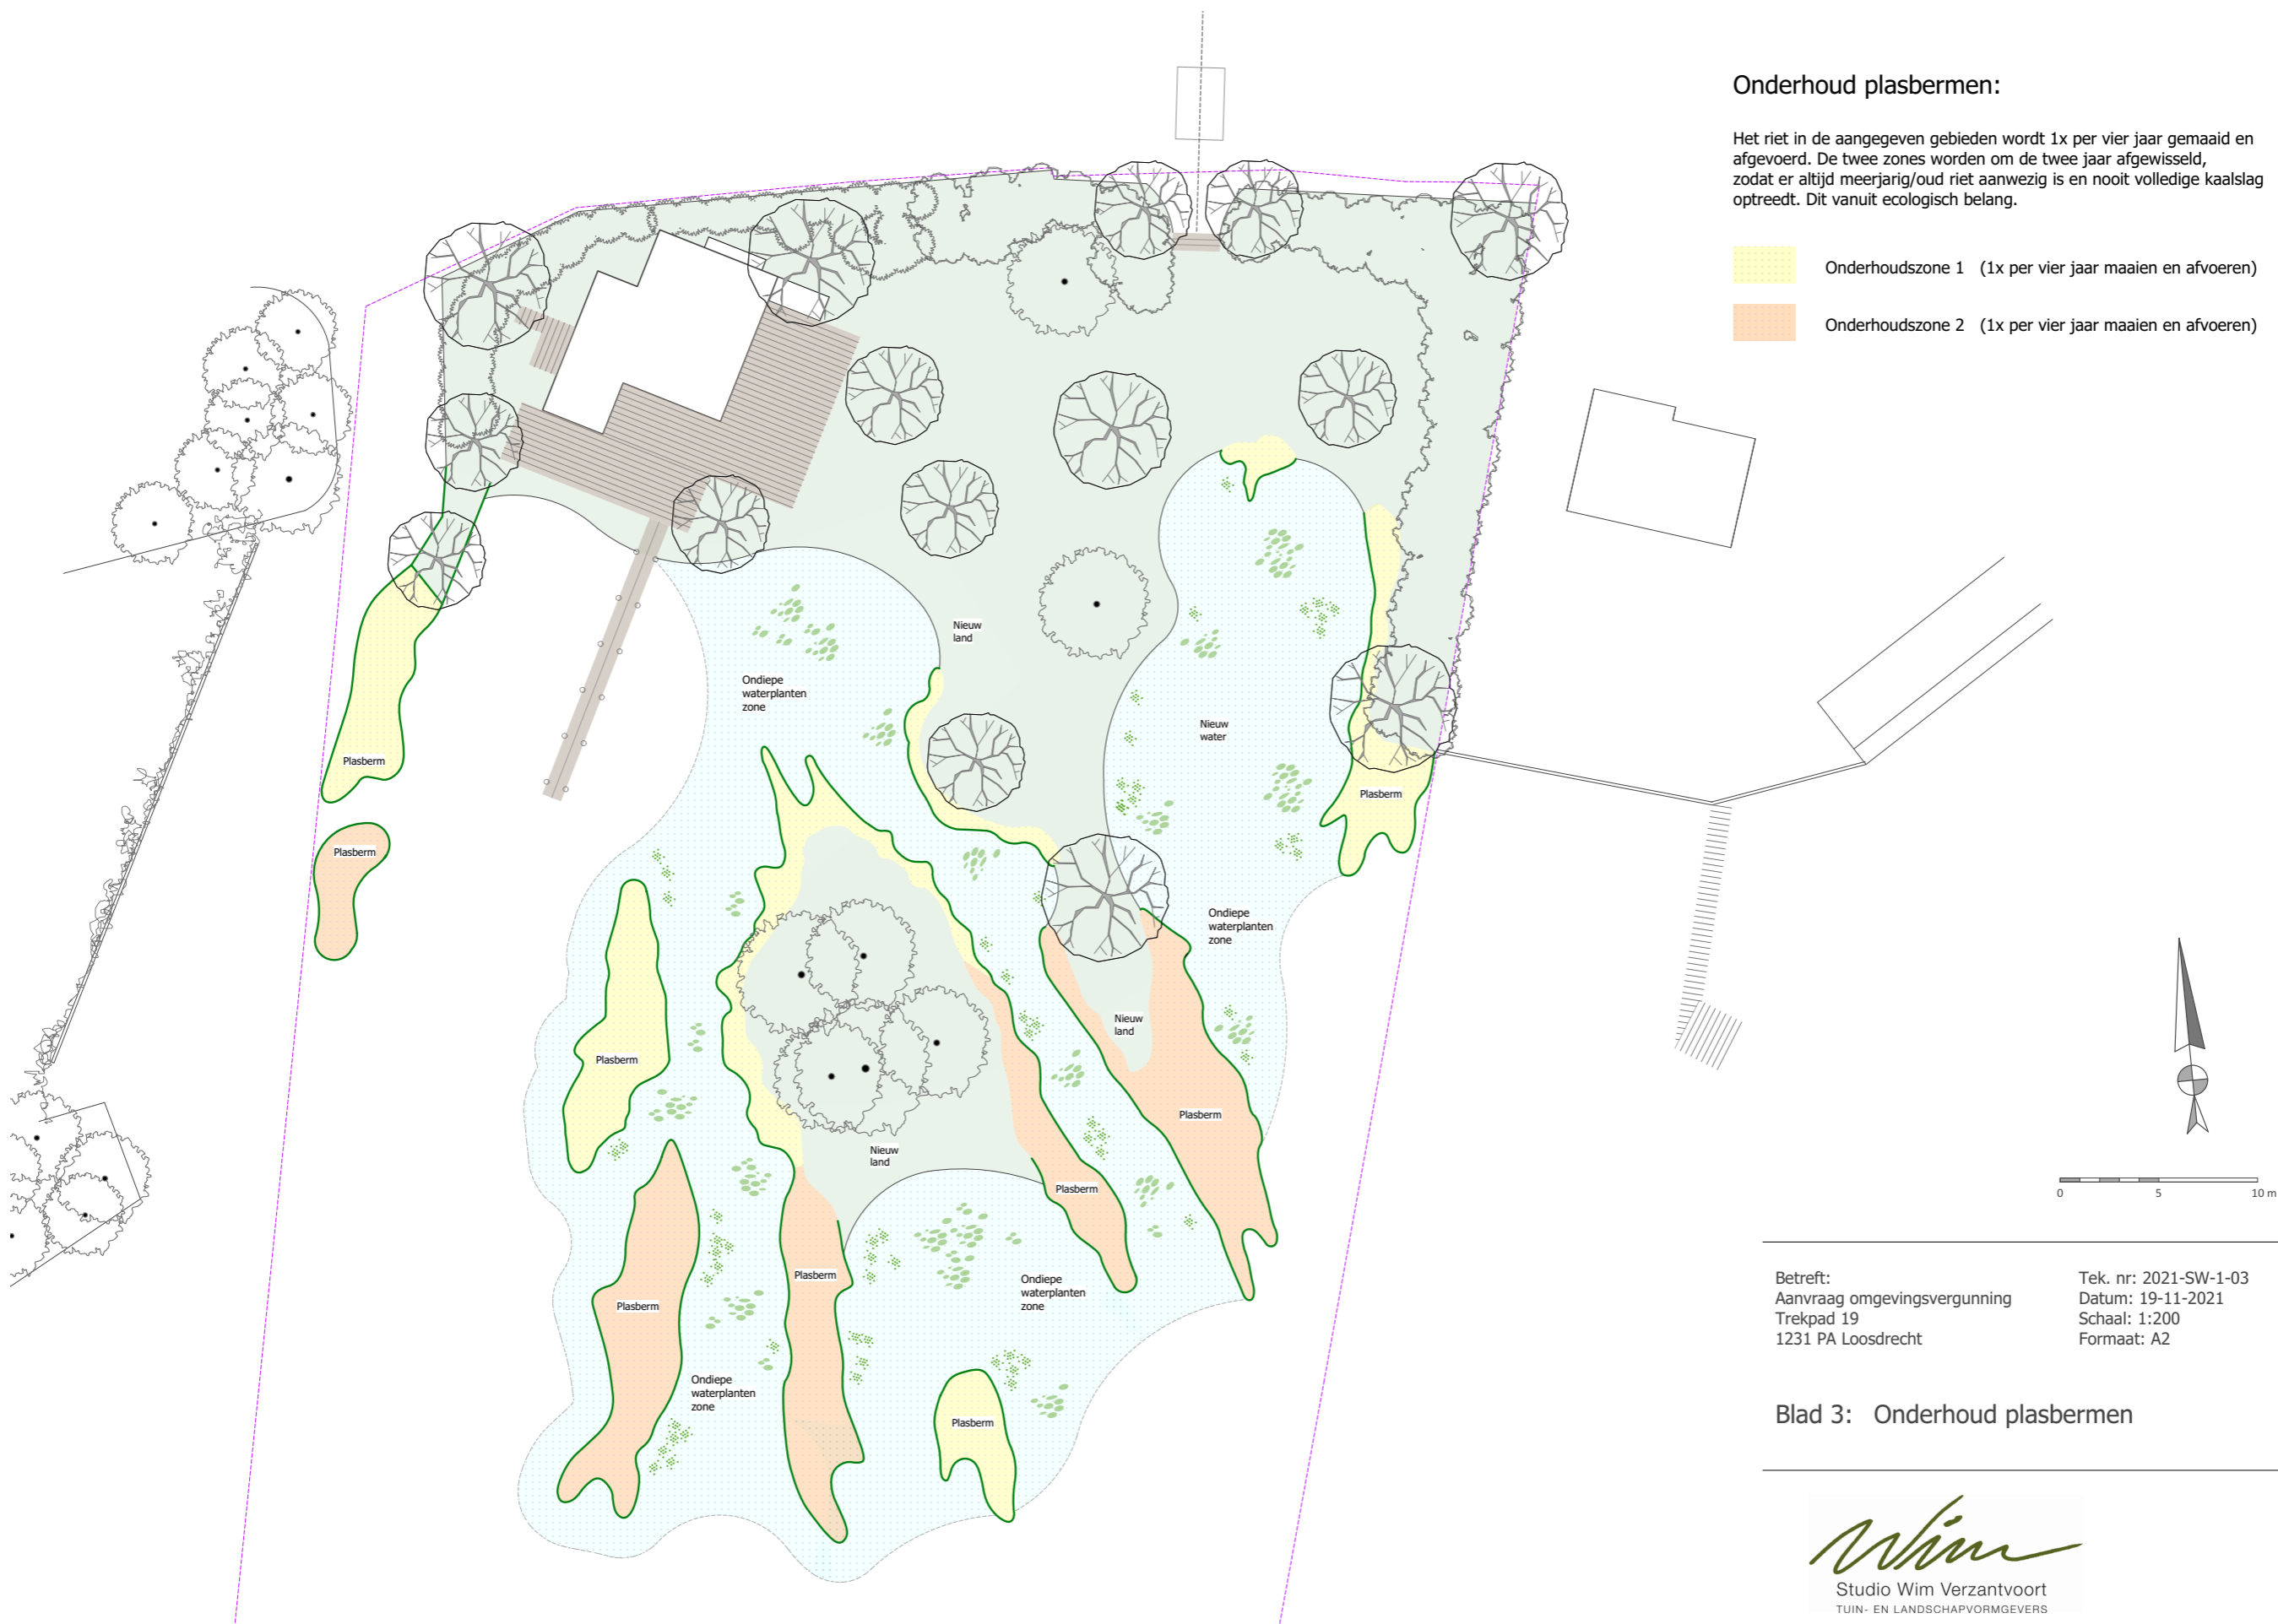 Onderhoud plasbermen:
Het riet in de aangegeven gebieden wordt 1x per vier jaar gemaaid en
afgevoerd. De twee zones worden om de twee jaar afgewisseld,
zodat er altijd meerjarig/oud riet aanwezig is en nooit volledige kaalslag
optreedt. Dit vanuit ecologisch belang.
Onderhoudszone 1 (1x per vier jaar maaien en afvoeren)
Onderhoudszone 2 (1x per vier jaar maaien en afvoeren)
Nieuw
land
Ondiepe
waterplanten
zone
Nieuw
water
Plasberm
Plasberm
Plasberm
Ondiepe
waterplanten
zone
Nieuw
land
Plasberm
Plasberm
Nieuw
land
Plasberm
Plasberm
Plasberm
Ondiepe
waterplanten
zone
Ondiepe
waterplanten
zone
Plasberm
0 5 10 m
Betreft:
Aanvraag omgevingsvergunning
Trekpad 19
1231 PA Loosdrecht
Tek. nr: 2021-SW-1-03
Datum: 19-11-2021
Schaal: 1:200
Formaat: A2
Blad 3: Onderhoud plasbermen
Wim
Studio Wim Verzantvoort
TUIN- EN LANDSCHAPVORMGEVERS